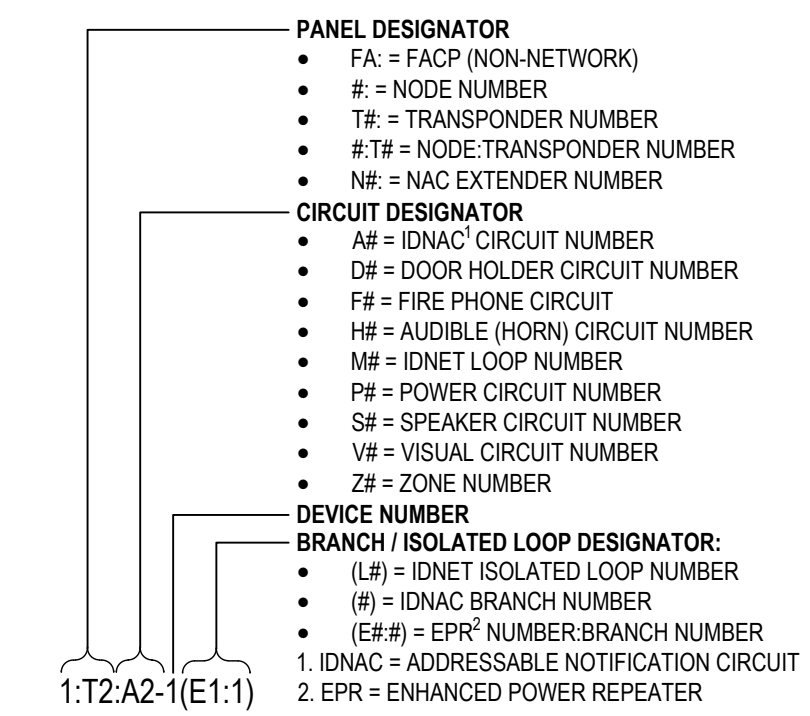 PANEL DESIGNATOR
• FA: = FACP (NON-NETWORK)
• #: = NODE NUMBER
• T#: = TRANSPONDER NUMBER
• #:T# = NODE:TRANSPONDER NUMBER
• N#: = NAC EXTENDER NUMBER
CIRCUIT DESIGNATOR
• A# = IDNAC¹ CIRCUIT NUMBER
• D# = DOOR HOLDER CIRCUIT NUMBER
• F# = FIRE PHONE CIRCUIT
• H# = AUDIBLE (HORN) CIRCUIT NUMBER
• M# = IDNET LOOP NUMBER
• P# = POWER CIRCUIT NUMBER
• S# = SPEAKER CIRCUIT NUMBER
• V# = VISUAL CIRCUIT NUMBER
• Z# = ZONE NUMBER
DEVICE NUMBER
BRANCH / ISOLATED LOOP DESIGNATOR:
• (L#) = IDNET ISOLATED LOOP NUMBER
• (#) = IDNAC BRANCH NUMBER
• (E#:#) = EPR² NUMBER:BRANCH NUMBER
1. IDNAC = ADDRESSABLE NOTIFICATION CIRCUIT
2. EPR = ENHANCED POWER REPEATER
1:T2:A2-1(E1:1)